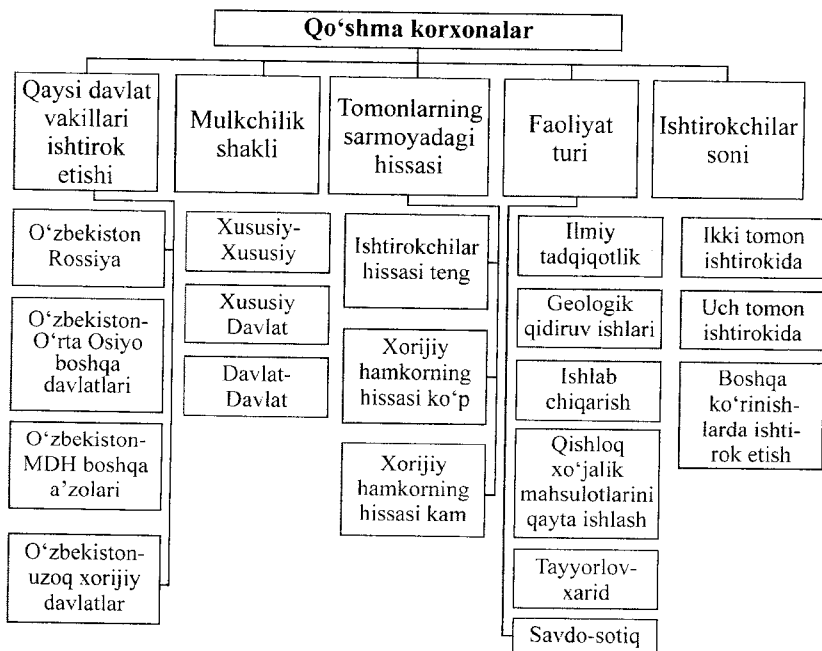 Qo‘shma korxonalar
Qaysi davlat
vakillari
ishtirok
etishi
Mulkchilik
shakli
Tomonlarning
sarmoyadagi
hissasi
Faoliyat
turi
Ishtirokchilar
soni
O‘zbekiston
Rossiya
O‘zbekiston-
O‘rta Osiyo
boshqa
davlatlari
O‘zbekiston-
MDH boshqa
a’zolari
O‘zbekiston-
uzoq xorijiy
davlatlar
Xususiy-
Xususiy
Xususiy
Davlat
Davlat-
Davlat
Ishtirokchilar
hissasi teng
Xorijiy
hamkorning
hissasi ko‘p
Xorijiy
hamkorning
hissasi kam
Ilmiy
tadqiqotlik
Geologik
qidiruv ishlari
Ishlab
chiqarish
Qishloq
xo‘jalik
mahsulotlarini
qayta ishlash
Tayyorlov-
xarid
Savdo-sotiq
Ikki tomon
ishtirokida
Uch tomon
ishtirokida
Boshqa
ko‘rinish-
larda ishti-
rok etish